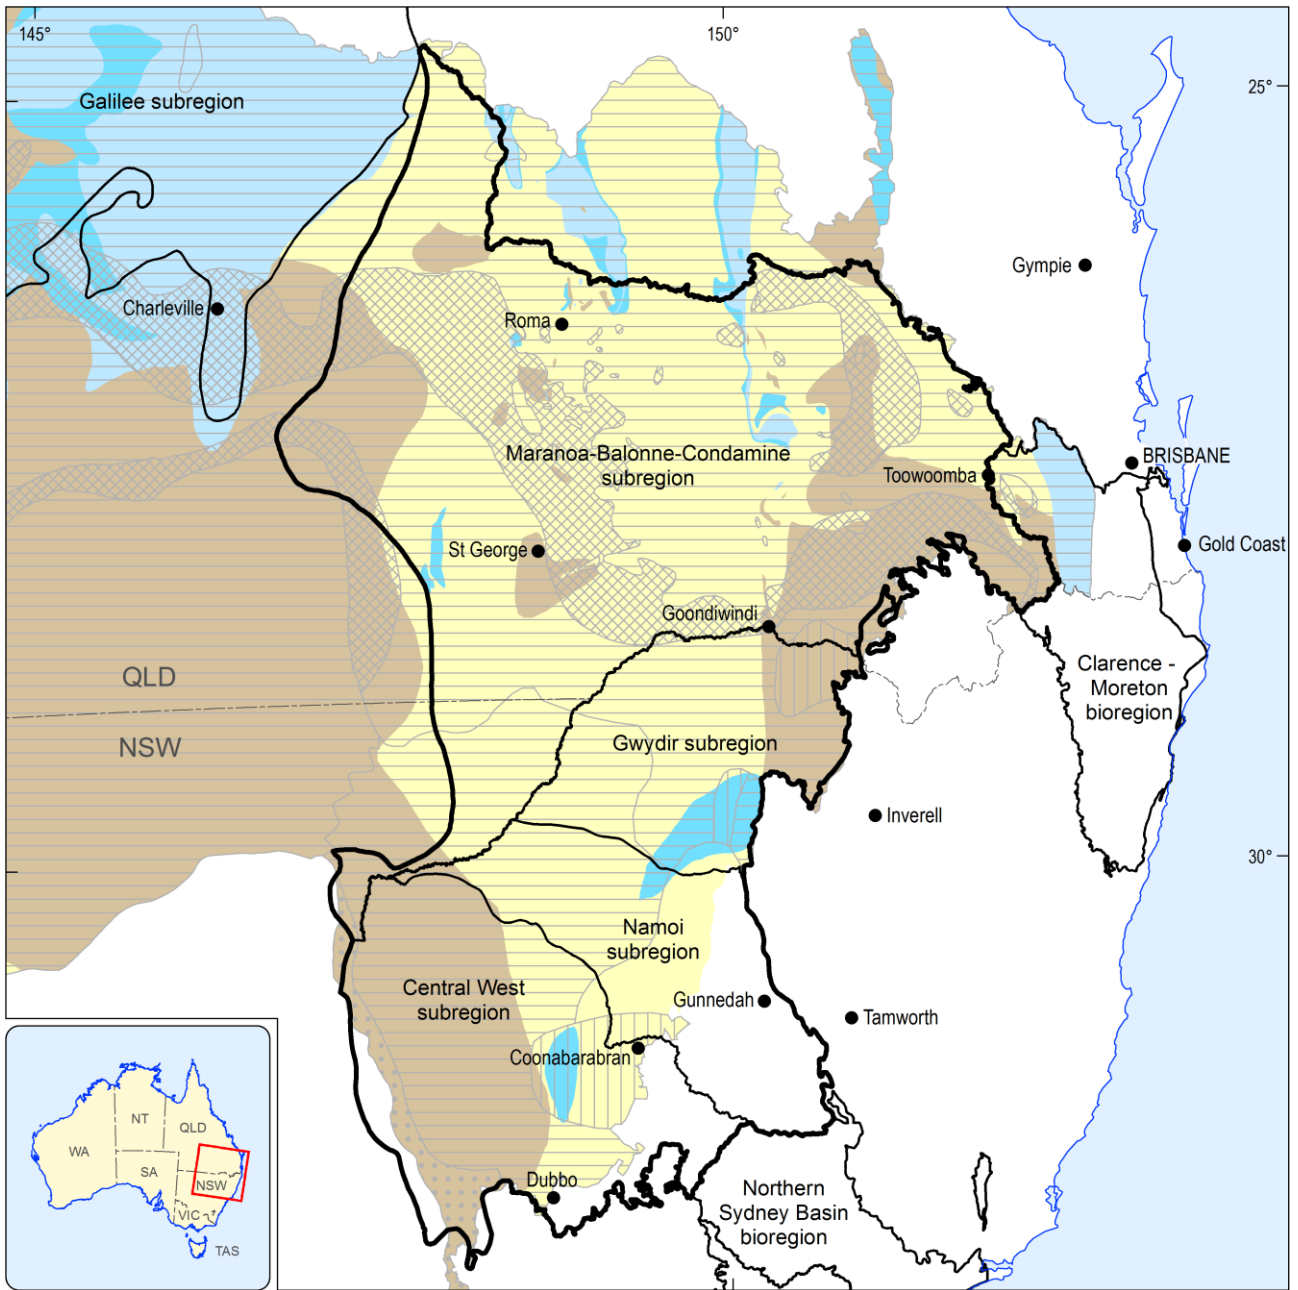 145°
150°
25°
Galilee subregion
Gympie
Charleville
Roma
Maranoa-Balonne-Condamine
subregion
BRISBANE
Toowoomba
St George
Gold Coast
Goondiwindi
QLD
Clarence -
Moreton
bioregion
NSW
Gwydir subregion
Inverell
30°
Namoi
subregion
Central West
subregion
Gunnedah
Tamworth
Coonabarabran
Dubbo
Northern
Sydney Basin
bioregion
NT
QLD
WA
SA
NSW
VIC
TAS